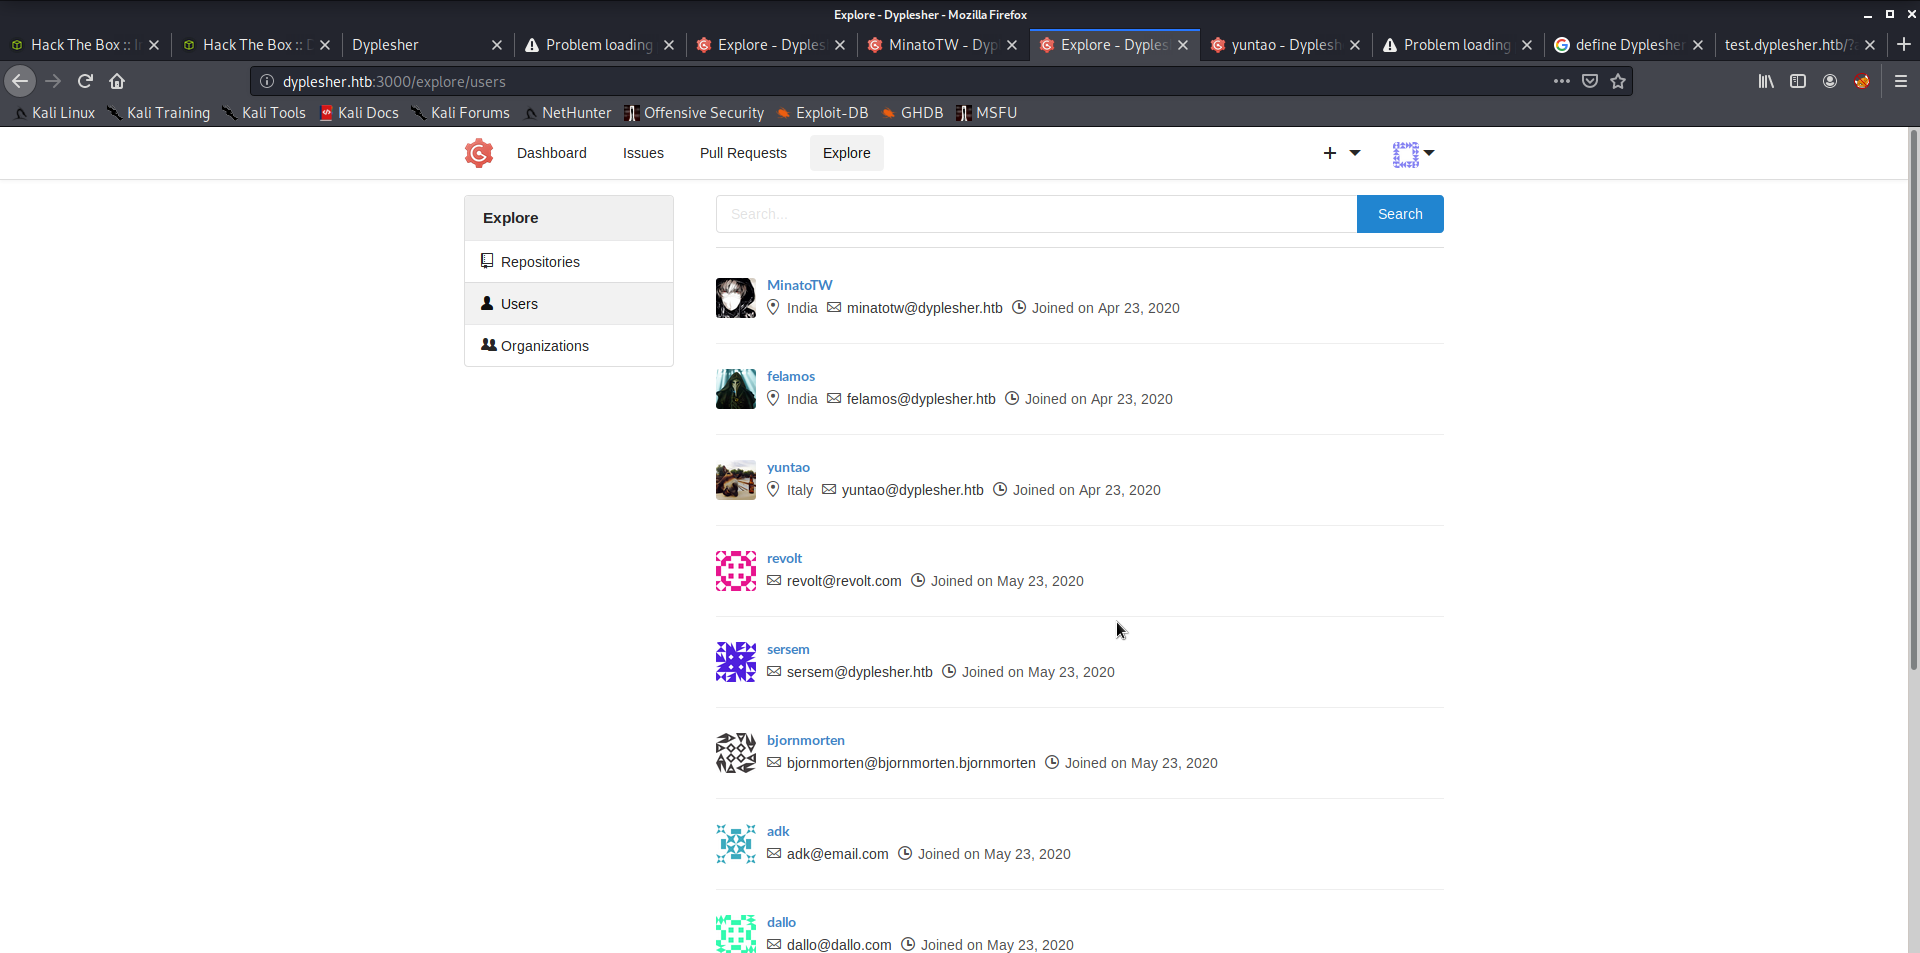 Explore - Dyplesher - Mozilla Firefox
Hack The Box :: Hack The Box :: Dyplesher Problem loading Explore - Dyples MinatoTW - Dyp Explore - Dyples yuntao - Dyplesh Problem loading define Dyplesher test.dyplesher.htb/?
dyplesher.htb:3000/explore/users
Kali Linux Kali Training Kali Tools Kali Docs Kali Forums NetHunter Offensive Security Exploit-DB GHDB MSFU
Dashboard Issues Pull Requests Explore
Explore
Repositories
Users
Organizations
Search... Search
MinatoTW
India minatotw@dyplesher.htb Joined on Apr 23, 2020
felamos
India felamos@dyplesher.htb Joined on Apr 23, 2020
yuntao
Italy yuntao@dyplesher.htb Joined on Apr 23, 2020
revolt
revolt@revolt.com Joined on May 23, 2020
sersem
sersem@dyplesher.htb Joined on May 23, 2020
bjornmorten
bjornmorten@bjornmorten.bjornmorten Joined on May 23, 2020
adk
adk@email.com Joined on May 23, 2020
dallo
dallo@dallo.com Joined on May 23, 2020